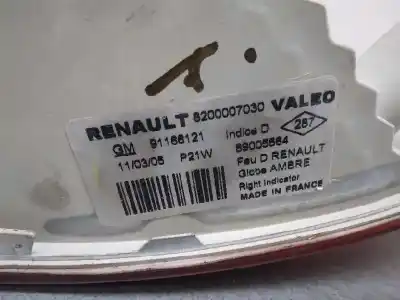 RENAULT 8200007030 VALEO
GM 91166121 Indice D 267
11/03/05 P21W 89005564
Feu D RENAULT
Globe AMBRE
Right Indicator
MADE IN FRANCE